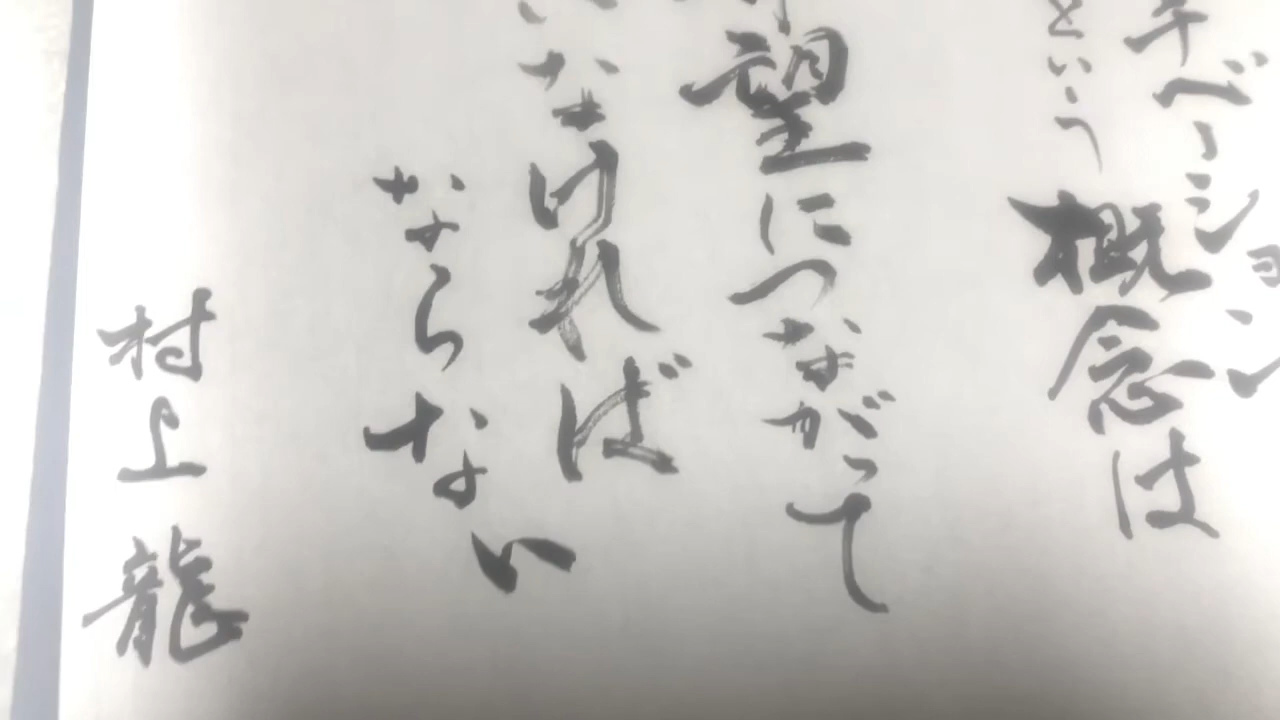 チベーション
という概念は
望につながって
いなければ
ならない
村上龍